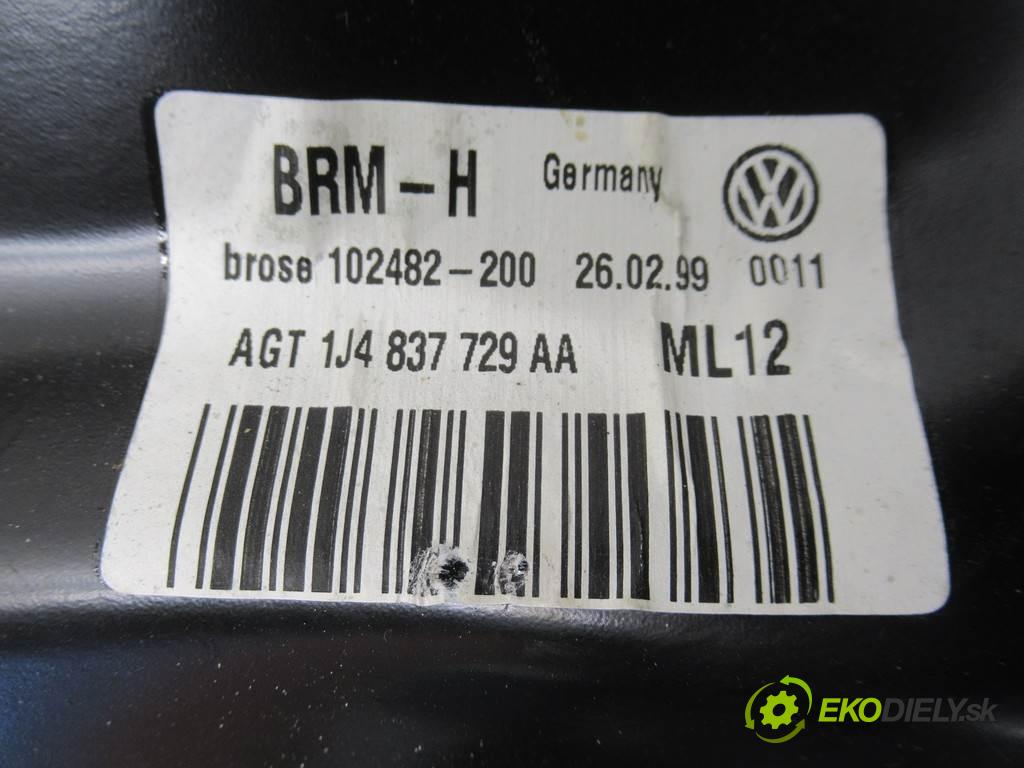 BRM-H Germany
brose 102482-200 26.02.99 0011
AGT 1J4 837 729 AA ML12
EKODIELY.sk